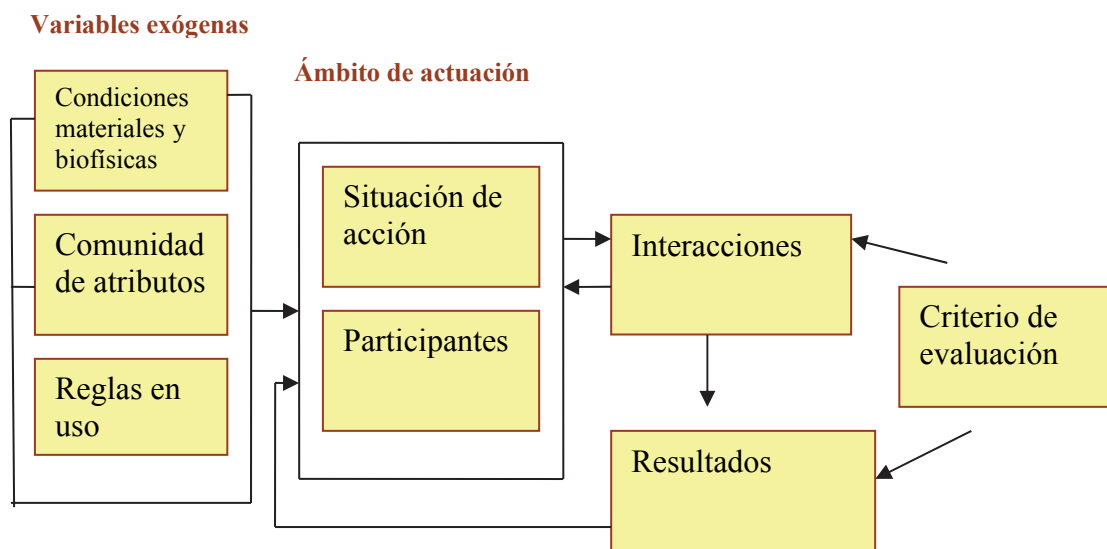 Variables exógenas
Condiciones
materiales y
biofísicas
Comunidad
de atributos
Reglas en
uso
Ámbito de actuación
Situación de
acción
Participantes
Interacciones
Resultados
Criterio de
evaluación